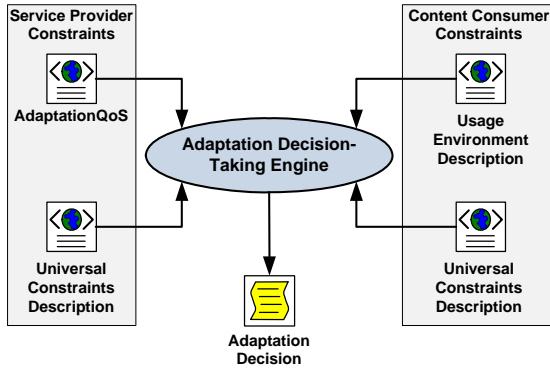 Service Provider
Constraints
AdaptationQoS
Universal
Constraints
Description
Adaptation Decision-
Taking Engine
Adaptation
Decision
Content Consumer
Constraints
Usage
Environment
Description
Universal
Constraints
Description